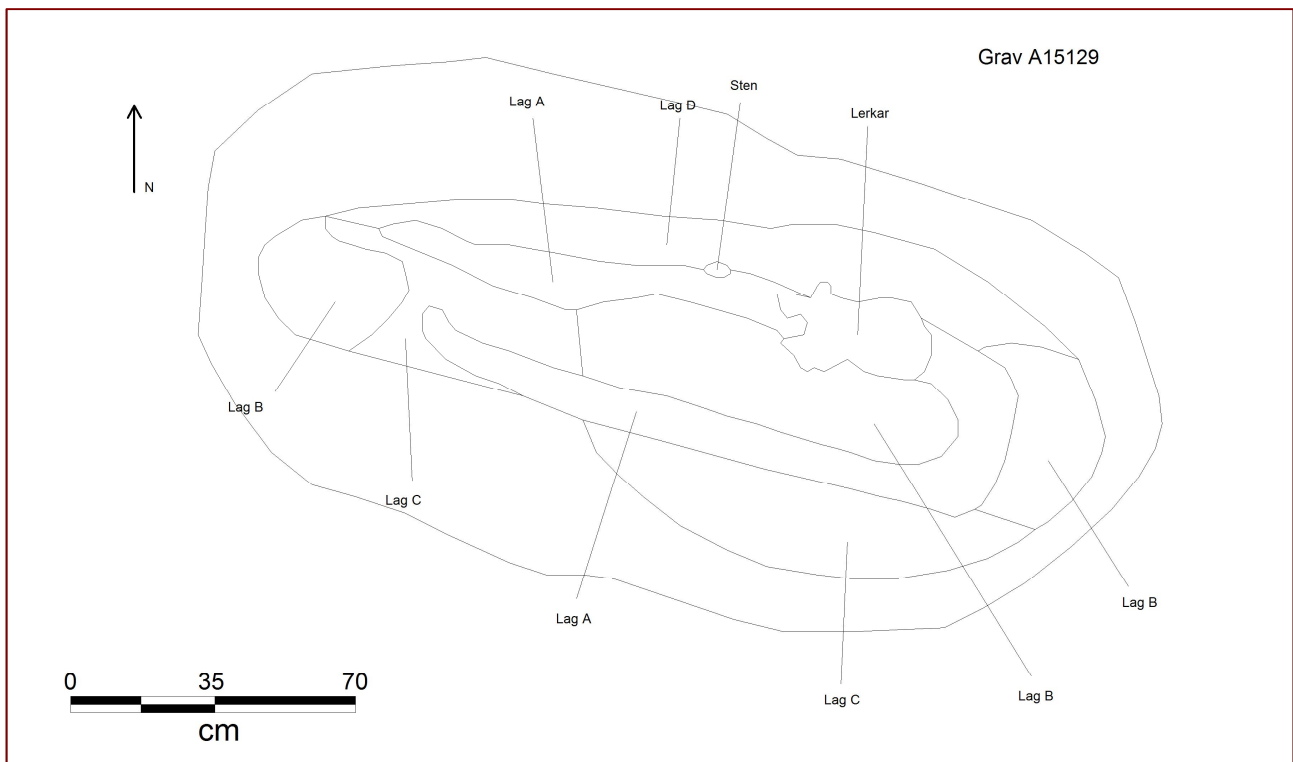 Grav A15129
Sten
Lag A
Lag D
Lerkar
N
Lag B
Lag C
Lag A
Lag B
Lag C
Lag B
0 35 70
cm